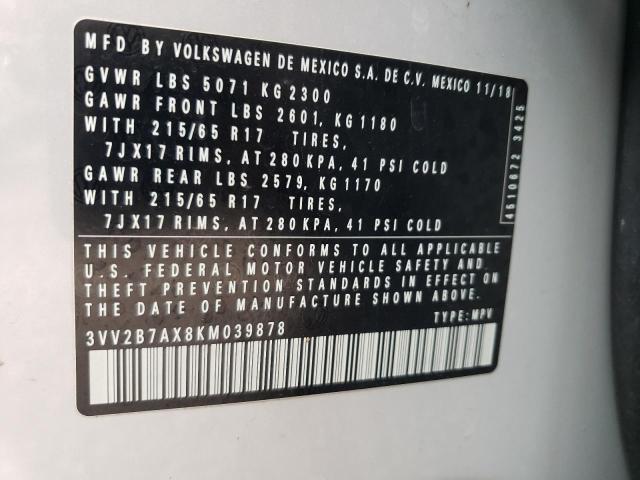 MFD BY VOLKSWAGEN DE MEXICO S.A. DE C.V. MEXICO 11/18
GVWR LBS 5071 KG 2300
GAWR FRONT LBS 2601, KG 1180
WITH 215/65 R17 TIRES,
7JX17 RIMS, AT 280 KPA, 41 PSI COLD
GAWR REAR LBS 2579, KG 1170
WITH 215/65 R17 TIRES,
7JX17 RIMS, AT 280 KPA, 41 PSI COLD
4510672 3425
THIS VEHICLE CONFORMS TO ALL APPLICABLE
U.S. FEDERAL MOTOR VEHICLE SAFETY AND
THEFT PREVENTION STANDARDS IN EFFECT ON
THE DATE OF MANUFACTURE SHOWN ABOVE.
3VV2B7AX8KM039878 TYPE: MPV